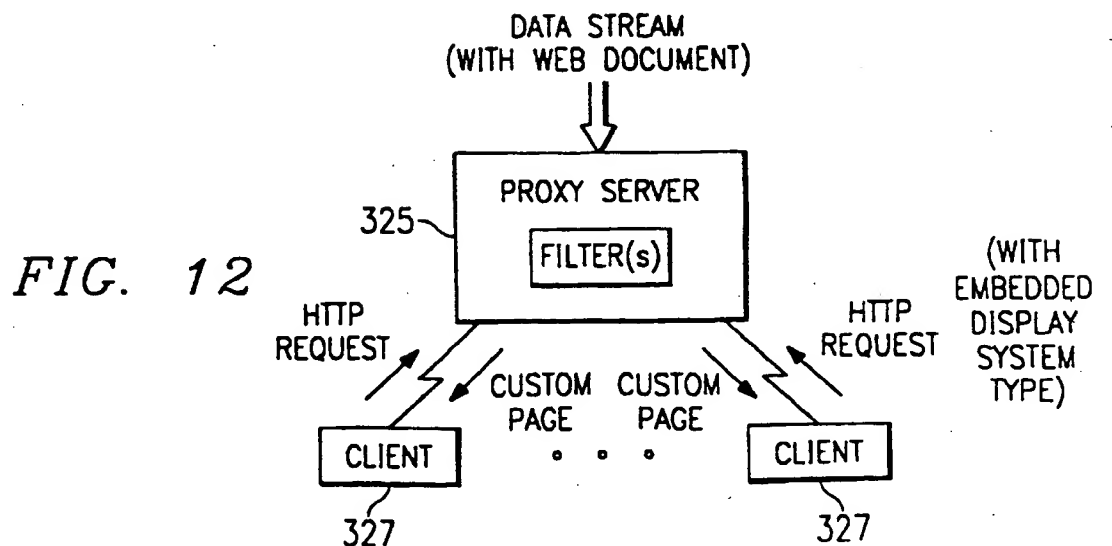 DATA STREAM
(WITH WEB DOCUMENT)
PROXY SERVER
325
FILTER(s)
FIG. 12
HTTP
REQUEST
CUSTOM
PAGE
CUSTOM
PAGE
HTTP
REQUEST
(WITH
EMBEDDED
DISPLAY
SYSTEM
TYPE)
CLIENT
CLIENT
327
327